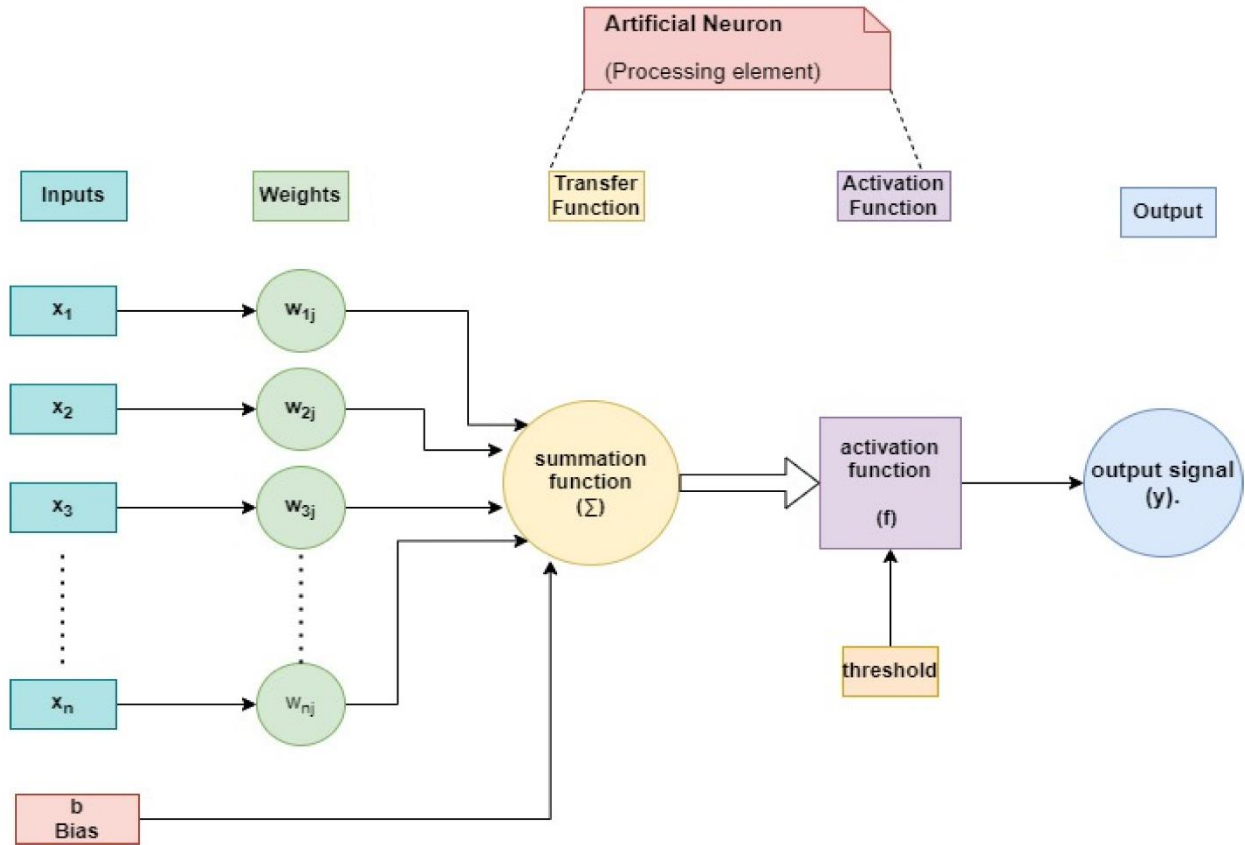 Artificial Neuron
(Processing element)
Inputs
Weights
Transfer
Function
Activation
Function
Output
x₁
w₁ⱼ
x₂
w₂ⱼ
x₃
w₃ⱼ
summation
function
(∑)
activation
function
(f)
output signal
(y).
threshold
xₙ
wₙⱼ
b
Bias